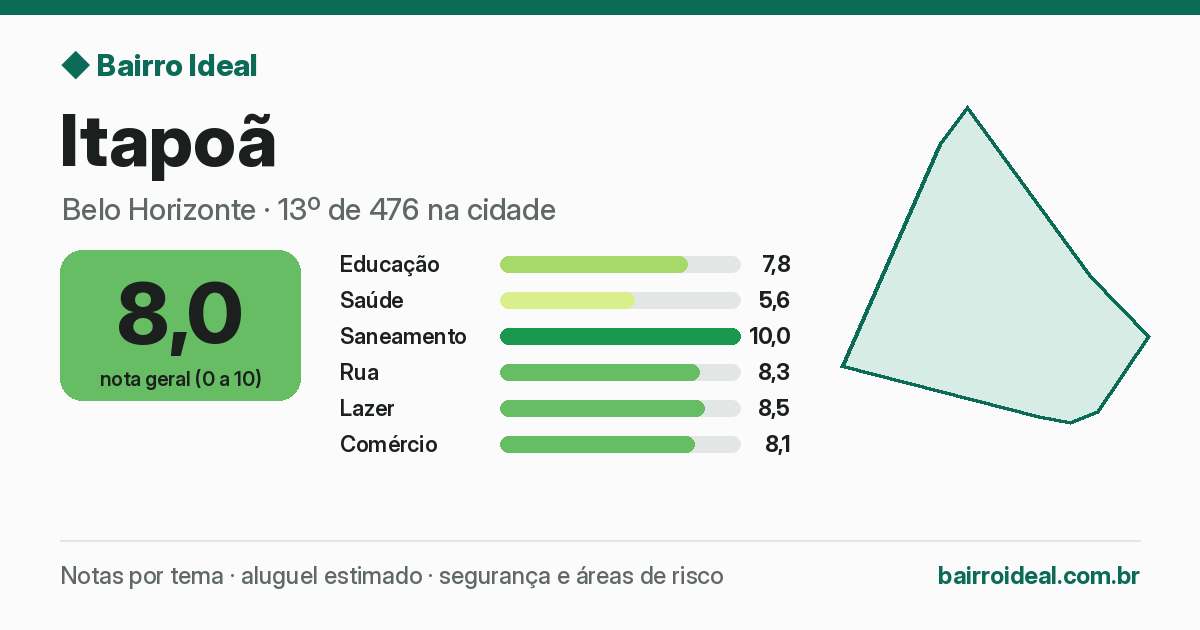 Bairro Ideal
Itapoã
Belo Horizonte · 13º de 476 na cidade
8,0
nota geral (0 a 10)
Educação 7,8
Saúde 5,6
Saneamento 10,0
Rua 8,3
Lazer 8,5
Comércio 8,1
Notas por tema · aluguel estimado · segurança e áreas de risco
bairroideal.com.br